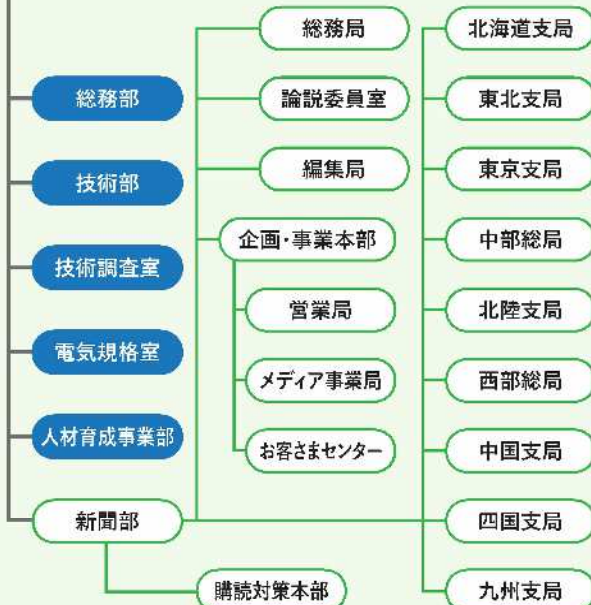 総務部
技術部
技術調査室
電気規格室
人材育成事業部
新聞部
購読対策本部
総務局
論説委員室
編集局
企画・事業本部
営業局
メディア事業局
お客さまセンター
北海道支局
東北支局
東京支局
中部総局
北陸支局
西部総局
中国支局
四国支局
九州支局